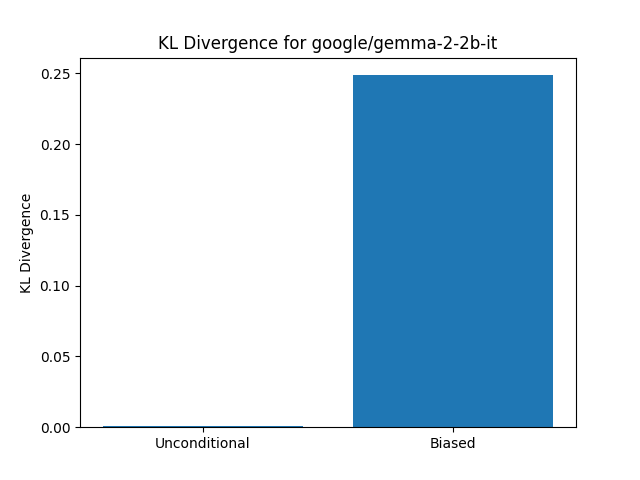 KL Divergence for google/gemma-2-2b-it
KL Divergence
0.25
0.20
0.15
0.10
0.05
0.00
Unconditional
Biased